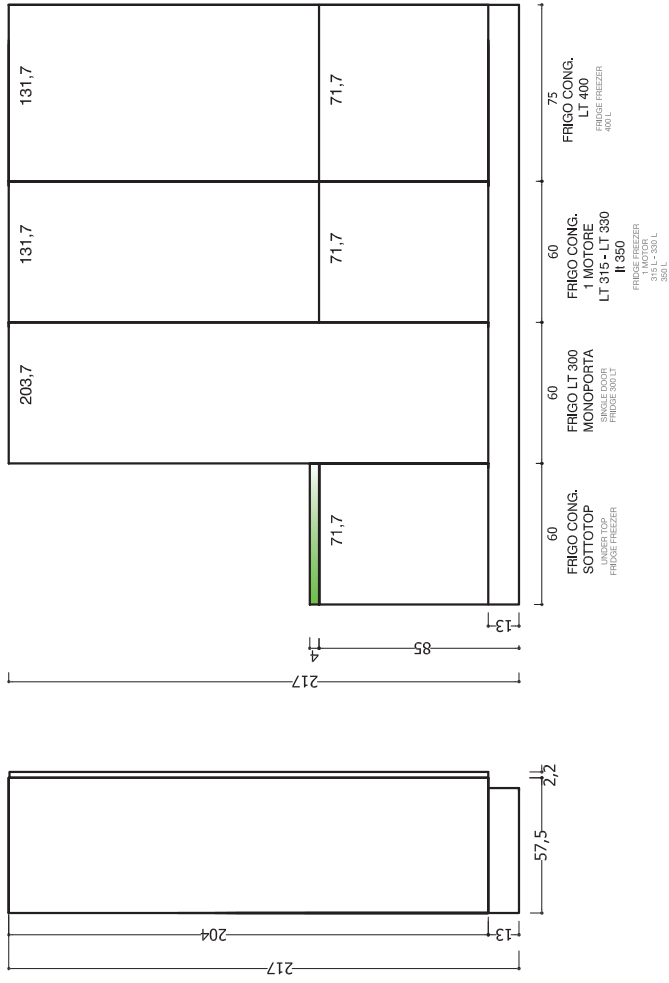 217
204
13
57,5
2,2
217
4
85
13
71,7
203,7
131,7
71,7
131,7
71,7
60
FRIGO CONG.
SOTTOTOP
UNDER TOP
FRIDGE FREEZER
60
FRIGO LT 300
MONOPORTA
SINGLE DOOR
FRIDGE 300 LT
60
FRIGO CONG.
1 MOTORE
LT 315 - LT 330
lt 350
FRIDGE FREEZER
1 MOTOR
315 L - 330 L
350 L
75
FRIGO CONG.
LT 400
FRIDGE FREEZER
400 L